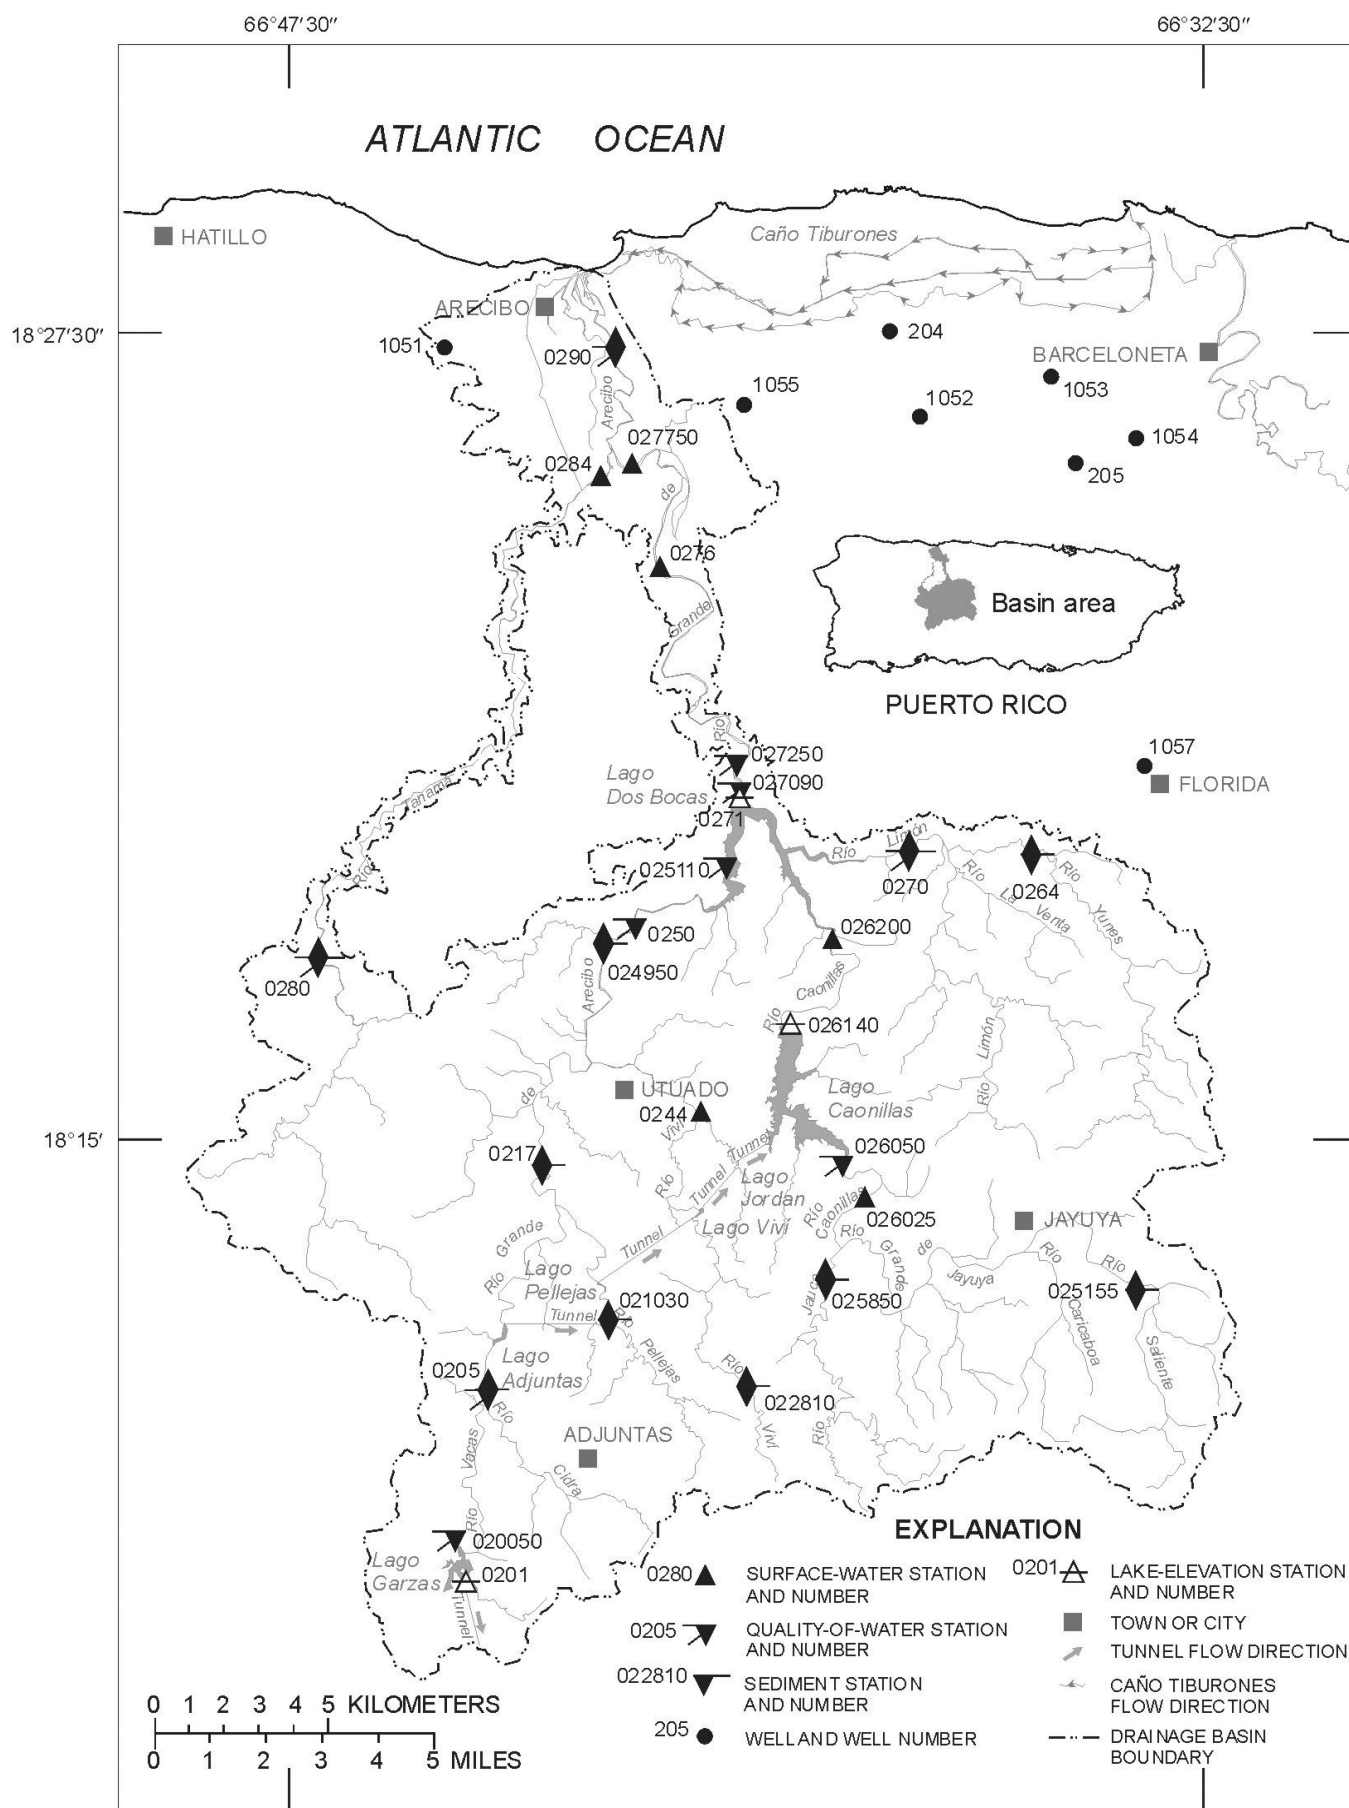 66°47'30"
66°32'30"
ATLANTIC OCEAN
HATILLO
Caño Tiburones
ARECIBO
18°27'30"
1051
0290
204
BARCELONETA
1053
1055
1052
Arecibo
027750
1054
0284
205
de
0276
Basin area
Grande
PUERTO RICO
Río
1057
027250
FLORIDA
Lago
Dos Bocas
027090
Tanama
0271
Limón
Río
025110
0270
0264
Río
Río
Río
La
Venta
Yunes
026200
0250
024950
0280
Arecibo
Caonillas
Río
026140
Limón
UTUADO
Lago
Caonillas
de
Río
0244
Viví
18°15'
Tunnel
026050
0217
Tunnel
Lago
Jordan
Río
Río
Caonillas
026025
Lago Viví
JAYUYA
Grande
Tunnel
Río
de
Río
Río
Lago
Pellejas
Río
Grande
Jayuya
025155
Jauca
025850
021030
Tunnel
Río
Caricaboa
Saliente
Pellejas
Lago
Adjuntas
0205
Río
022810
Río
ADJUNTAS
Vacas
Viví
Río
Cidra
Río
020050
Lago
Garzas
0201
Tunnel
EXPLANATION
0280 SURFACE-WATER STATION
AND NUMBER
0205 QUALITY-OF-WATER STATION
AND NUMBER
022810 SEDIMENT STATION
AND NUMBER
205 WELL AND WELL NUMBER
0201 LAKE-ELEVATION STATION
AND NUMBER
TOWN OR CITY
TUNNEL FLOW DIRECTION
CAÑO TIBURONES
FLOW DIRECTION
DRAINAGE BASIN
BOUNDARY
0 1 2 3 4 5 KILOMETERS
0 1 2 3 4 5 MILES